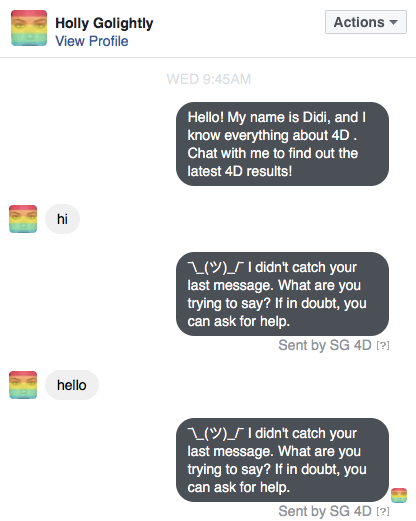 Holly Golightly
View Profile
Actions
WED 9:45AM
Hello! My name is Didi, and I
know everything about 4D .
Chat with me to find out the
latest 4D results!
hi
¯\_(ツ)_/¯ I didn't catch your
last message. What are you
trying to say? If in doubt, you
can ask for help.
Sent by SG 4D [?]
hello
¯\_(ツ)_/¯ I didn't catch your
last message. What are you
trying to say? If in doubt, you
can ask for help.
Sent by SG 4D [?]